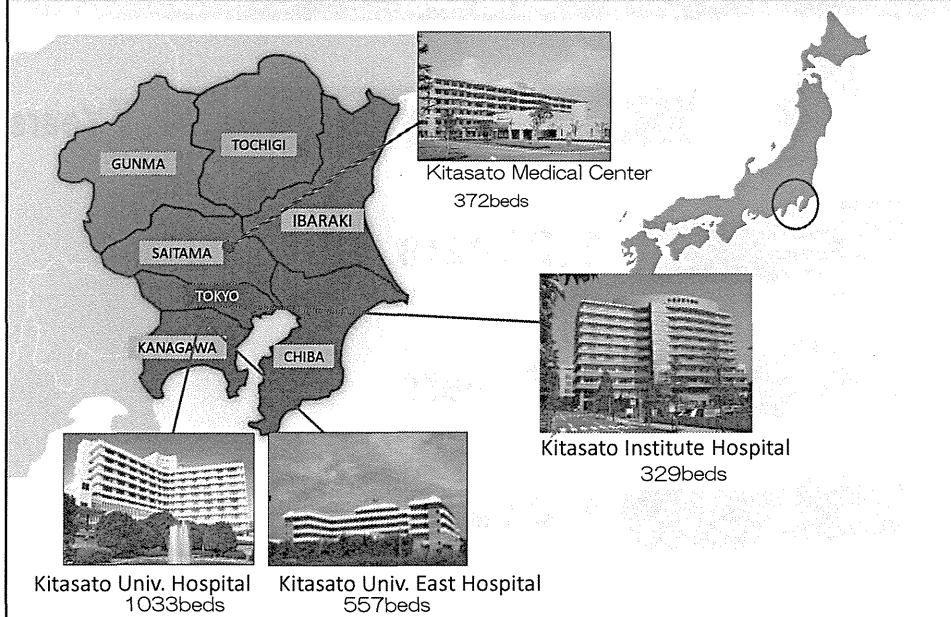 Kitasato Medical Center
372beds
GUNMA
TOCHIGI
IBARAKI
SAITAMA
TOKYO
KANAGAWA
CHIBA
Kitasato Institute Hospital
329beds
Kitasato Univ. Hospital
1033beds
Kitasato Univ. East Hospital
557beds